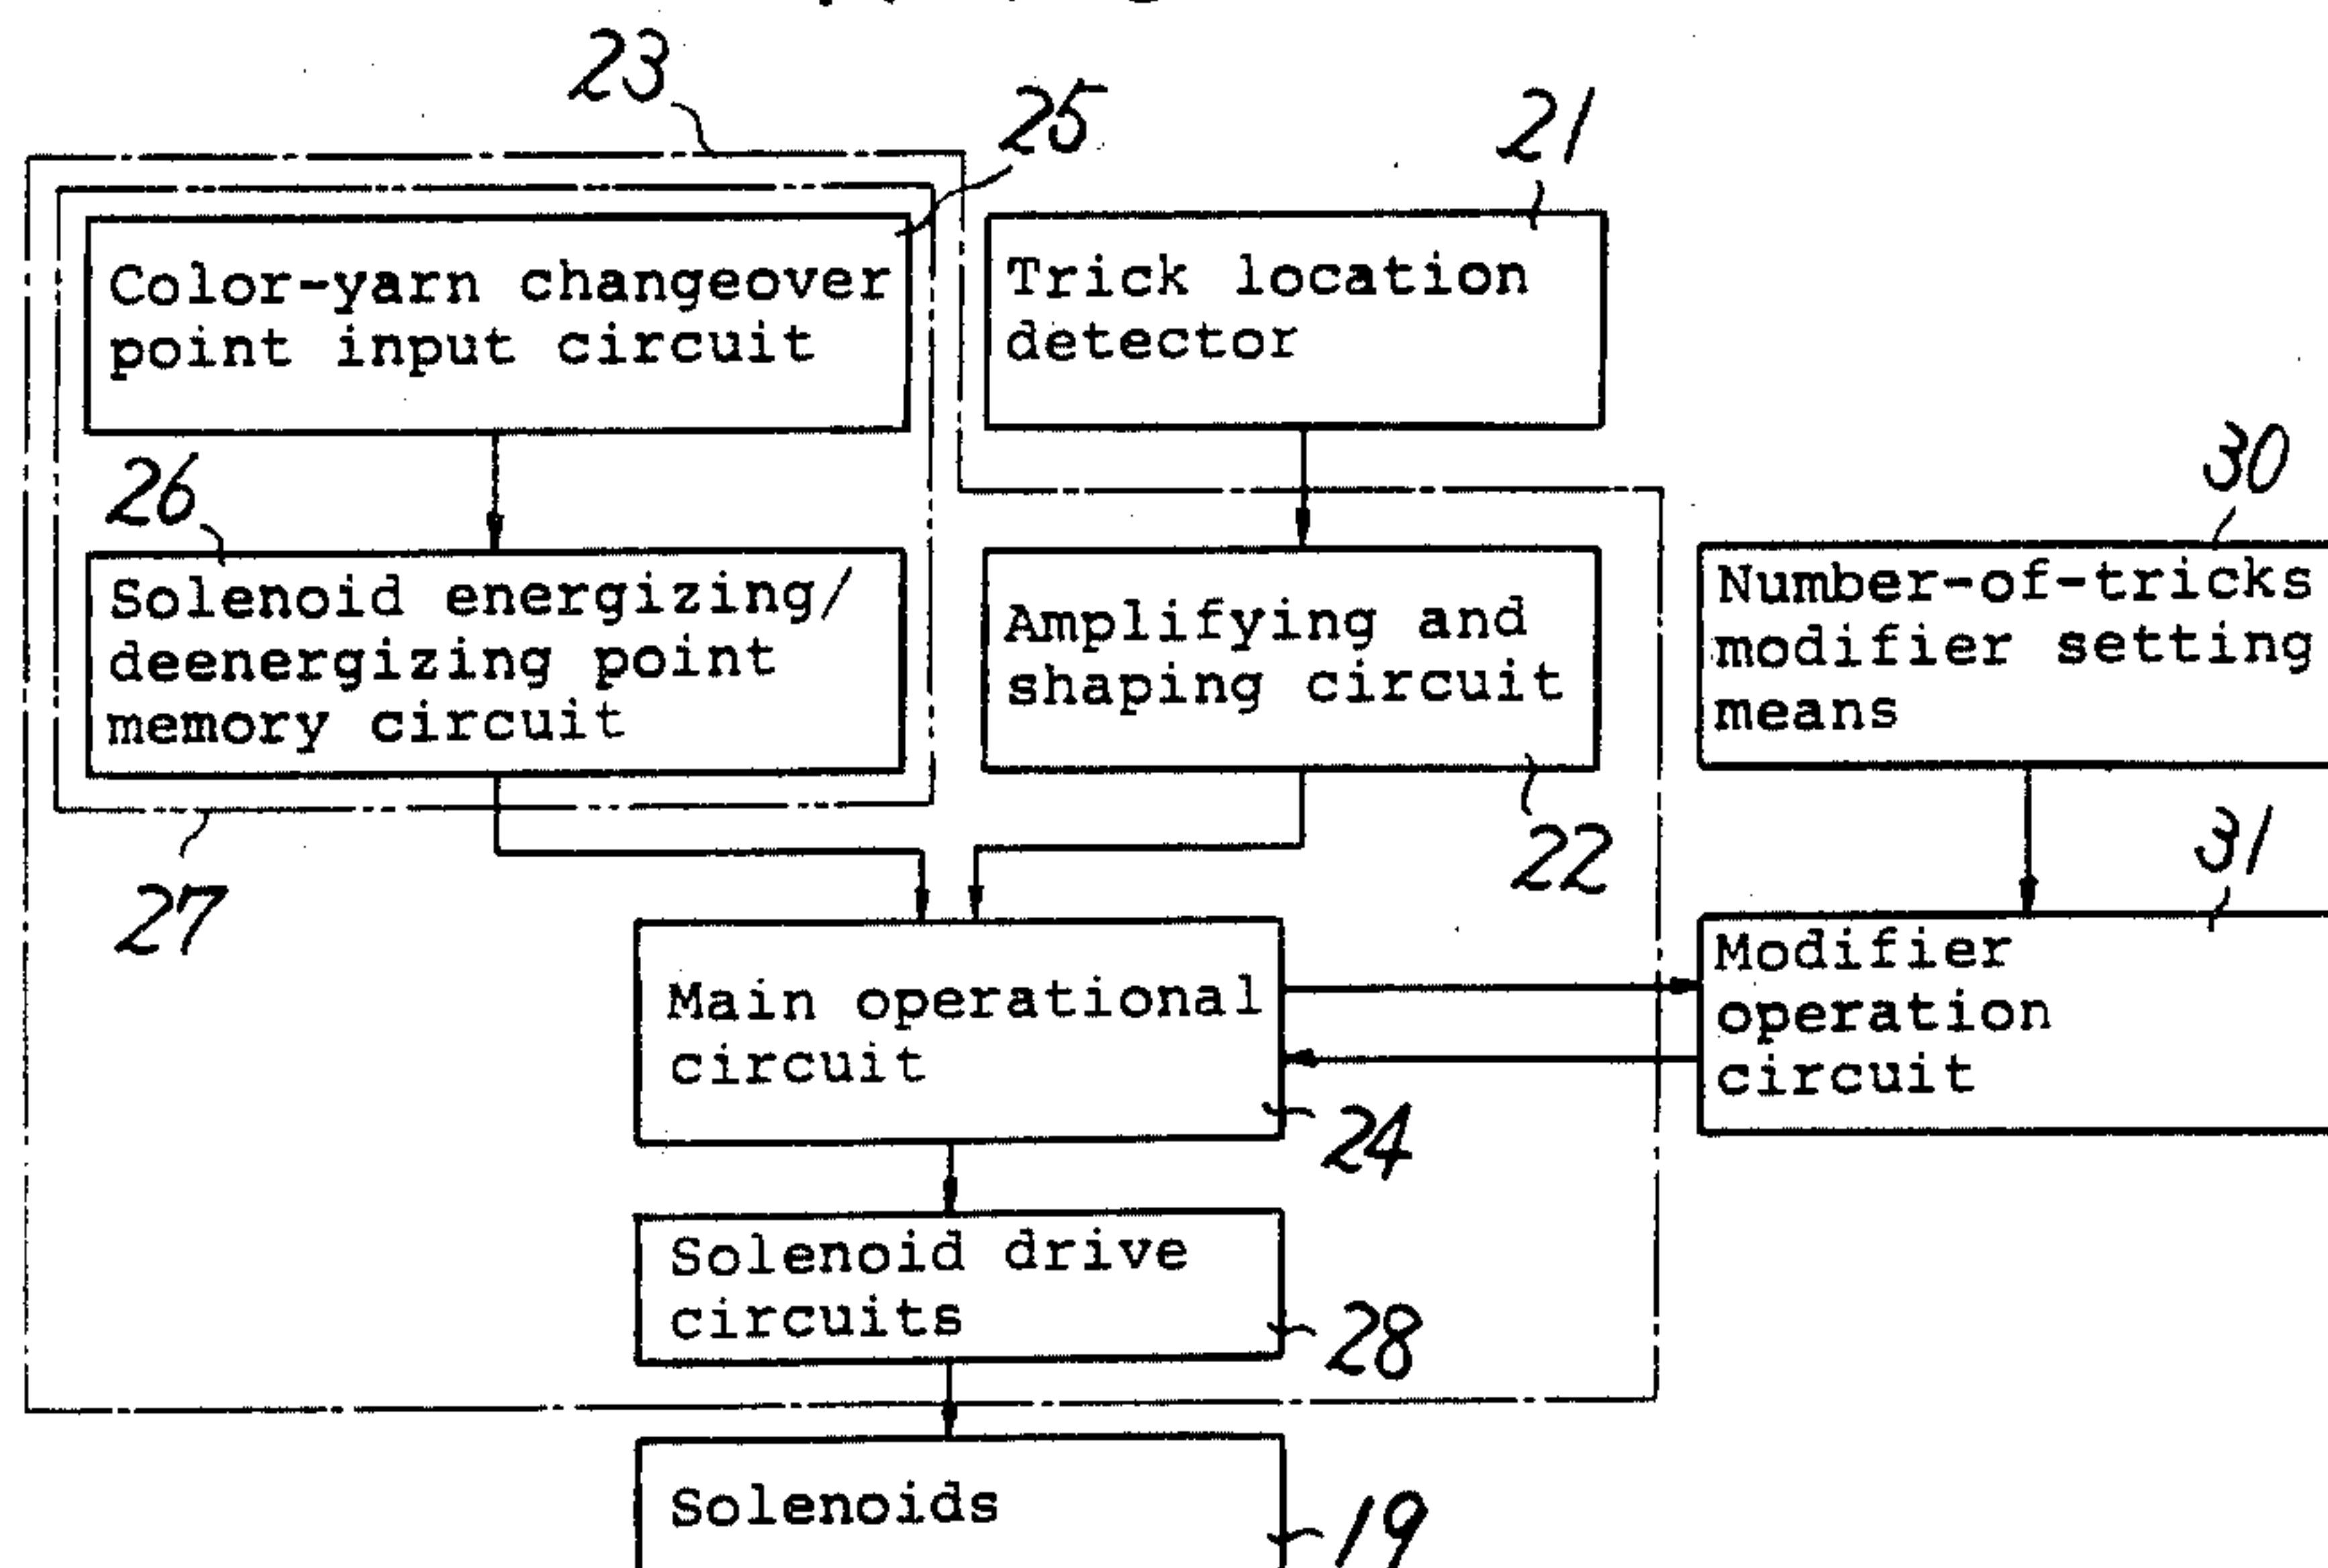 23
25
21
Color-yarn changeover
point input circuit
Trick location
detector
26
30
Solenoid energizing/
deenergizing point
memory circuit
Amplifying and
shaping circuit
Number-of-tricks
modifier setting
means
27
22
31
Main operational
circuit
Modifier
operation
circuit
24
Solenoid drive
circuits
28
Solenoids
19